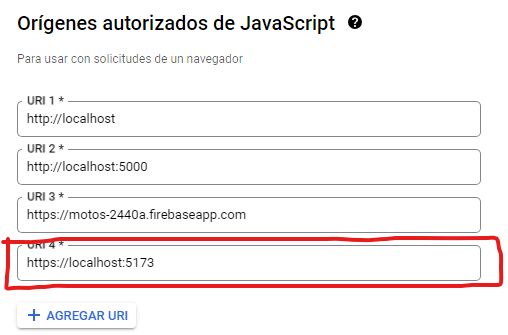 Orígenes autorizados de JavaScript
Para usar con solicitudes de un navegador
URI 1 *
http://localhost
URI 2 *
http://localhost:5000
URI 3 *
https://motos-2440a.firebaseapp.com
URI 4 *
https://localhost:5173
+ AGREGAR URI